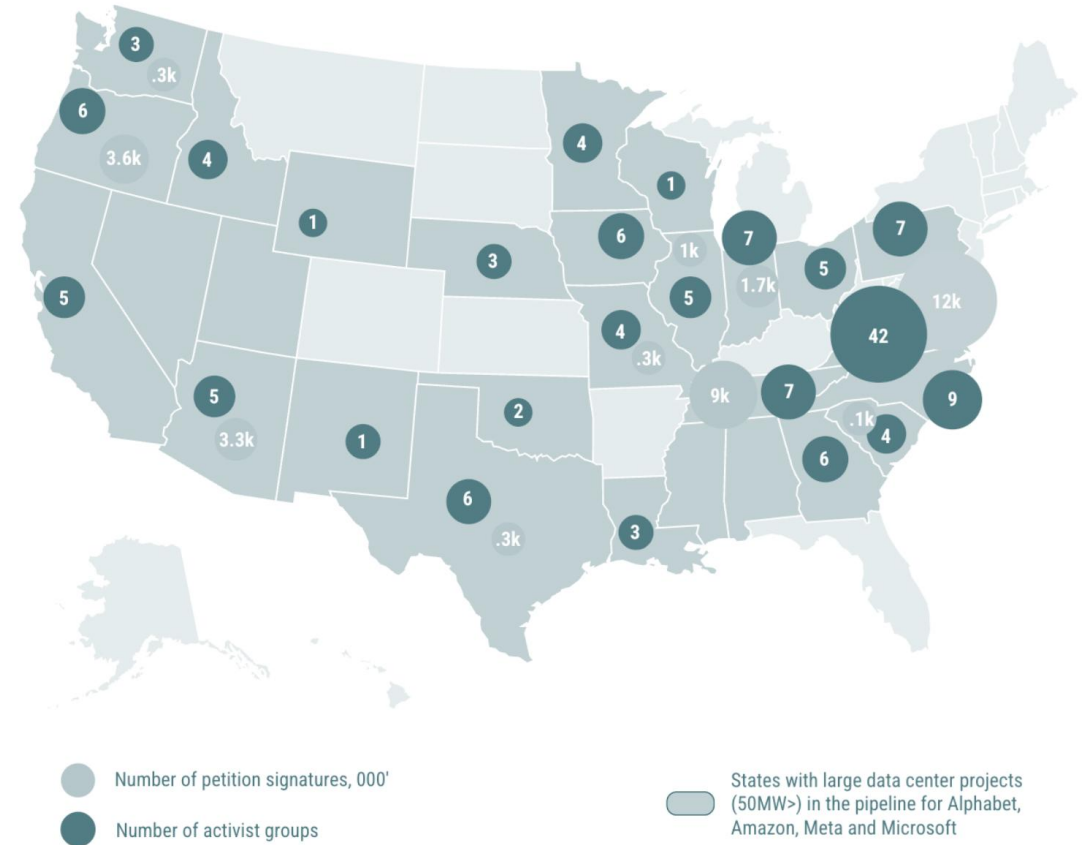 3
.3k
6
3.6k
4
4
1
1
6
7
7
1k
3
5
5
1.7k
5
12k
4
42
.3k
5
9k
7
9
3.3k
1
2
.1k
4
6
6
.3k
3
Number of petition signatures, 000'
Number of activist groups
States with large data center projects
(50MW>) in the pipeline for Alphabet,
Amazon, Meta and Microsoft